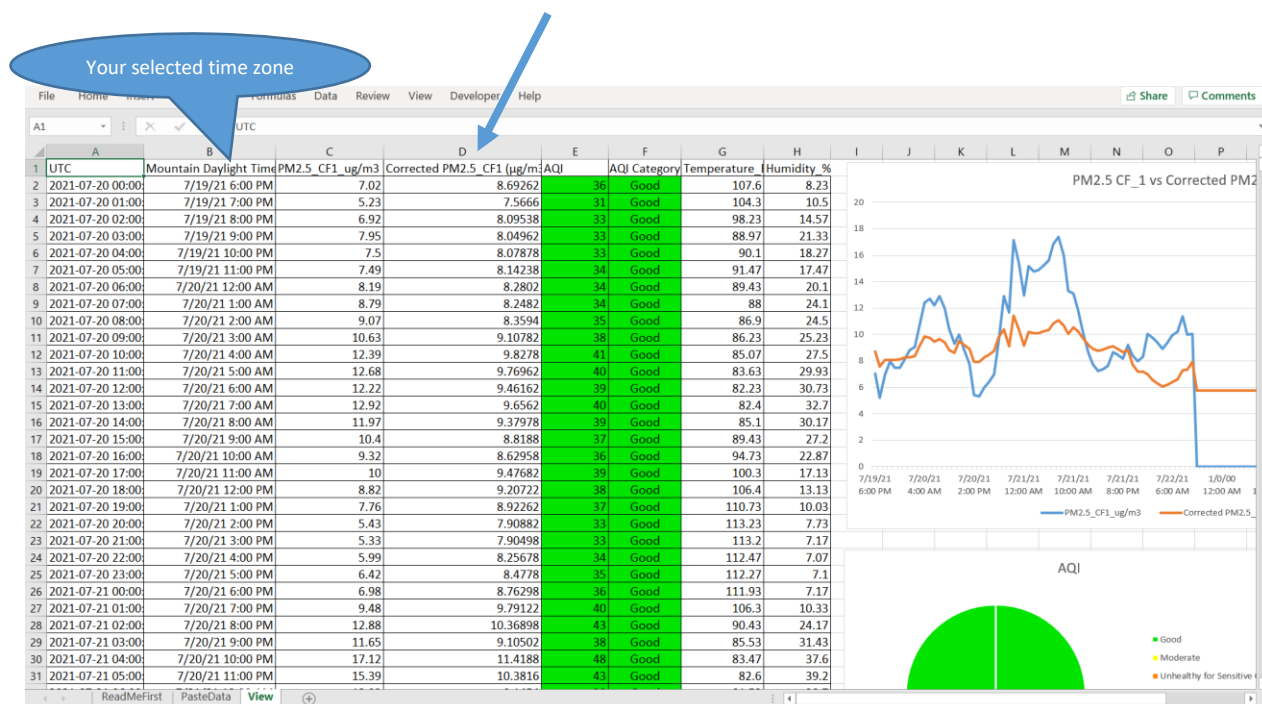 Your selected time zone
File Home Formulas Data Review View Developer Help Share Comments
A1 UTC
A B C D E F G H I J K L M N O P
1 UTC Mountain Daylight Time PM2.5_CF1_ug/m3 Corrected PM2.5_CF1 (µg/m3 AQI AQI Category Temperature_ Humidity_%
2 2021-07-20 00:00: 7/19/21 6:00 PM 7.02 8.69262 36 Good 107.6 8.23
3 2021-07-20 01:00: 7/19/21 7:00 PM 5.23 7.5666 31 Good 104.3 10.5
4 2021-07-20 02:00: 7/19/21 8:00 PM 6.92 8.09538 33 Good 98.23 14.57
5 2021-07-20 03:00: 7/19/21 9:00 PM 7.95 8.04962 33 Good 88.97 21.33
6 2021-07-20 04:00: 7/19/21 10:00 PM 7.5 8.07878 33 Good 90.1 18.27
7 2021-07-20 05:00: 7/19/21 11:00 PM 7.49 8.14238 34 Good 91.47 17.47
8 2021-07-20 06:00: 7/20/21 12:00 AM 8.19 8.2802 34 Good 89.43 20.1
9 2021-07-20 07:00: 7/20/21 1:00 AM 8.79 8.2482 34 Good 88 24.1
10 2021-07-20 08:00: 7/20/21 2:00 AM 9.07 8.3594 35 Good 86.9 24.5
11 2021-07-20 09:00: 7/20/21 3:00 AM 10.63 9.10782 38 Good 86.23 25.23
12 2021-07-20 10:00: 7/20/21 4:00 AM 12.39 9.8278 41 Good 85.07 27.5
13 2021-07-20 11:00: 7/20/21 5:00 AM 12.68 9.76962 40 Good 83.63 29.93
14 2021-07-20 12:00: 7/20/21 6:00 AM 12.22 9.46162 39 Good 82.23 30.73
15 2021-07-20 13:00: 7/20/21 7:00 AM 12.92 9.6562 40 Good 82.4 32.7
16 2021-07-20 14:00: 7/20/21 8:00 AM 11.97 9.37978 39 Good 85.1 30.17
17 2021-07-20 15:00: 7/20/21 9:00 AM 10.4 8.8188 37 Good 89.43 27.2
18 2021-07-20 16:00: 7/20/21 10:00 AM 9.32 8.62958 36 Good 94.73 22.87
19 2021-07-20 17:00: 7/20/21 11:00 AM 10 9.47682 39 Good 100.3 17.13
20 2021-07-20 18:00: 7/20/21 12:00 PM 8.82 9.20722 38 Good 106.4 13.13
21 2021-07-20 19:00: 7/20/21 1:00 PM 7.76 8.92262 37 Good 110.73 10.03
22 2021-07-20 20:00: 7/20/21 2:00 PM 5.43 7.90882 33 Good 113.23 7.73
23 2021-07-20 21:00: 7/20/21 3:00 PM 5.33 7.90498 33 Good 113.2 7.17
24 2021-07-20 22:00: 7/20/21 4:00 PM 5.99 8.25678 34 Good 112.47 7.07
25 2021-07-20 23:00: 7/20/21 5:00 PM 6.42 8.4778 35 Good 112.27 7.1
26 2021-07-21 00:00: 7/20/21 6:00 PM 6.98 8.76298 36 Good 111.93 7.17
27 2021-07-21 01:00: 7/20/21 7:00 PM 9.48 9.79122 40 Good 106.3 10.33
28 2021-07-21 02:00: 7/20/21 8:00 PM 12.88 10.36898 43 Good 90.43 24.17
29 2021-07-21 03:00: 7/20/21 9:00 PM 11.65 9.10502 38 Good 85.53 31.43
30 2021-07-21 04:00: 7/20/21 10:00 PM 17.12 11.4188 48 Good 83.47 37.6
31 2021-07-21 05:00: 7/20/21 11:00 PM 15.39 10.3816 43 Good 82.6 39.2
PM2.5 CF_1 vs Corrected PM2
20
18
16
14
12
10
8
6
4
2
0
7/19/21 7/20/21 7/20/21 7/21/21 7/21/21 7/21/21 7/22/21 1/0/00
6:00 PM 4:00 AM 2:00 PM 12:00 AM 10:00 AM 8:00 PM 6:00 AM 12:00 AM
PM2.5_CF1_ug/m3 Corrected PM2.5_
AQI
Good
Moderate
Unhealthy for Sensitive
ReadMeFirst PasteData View